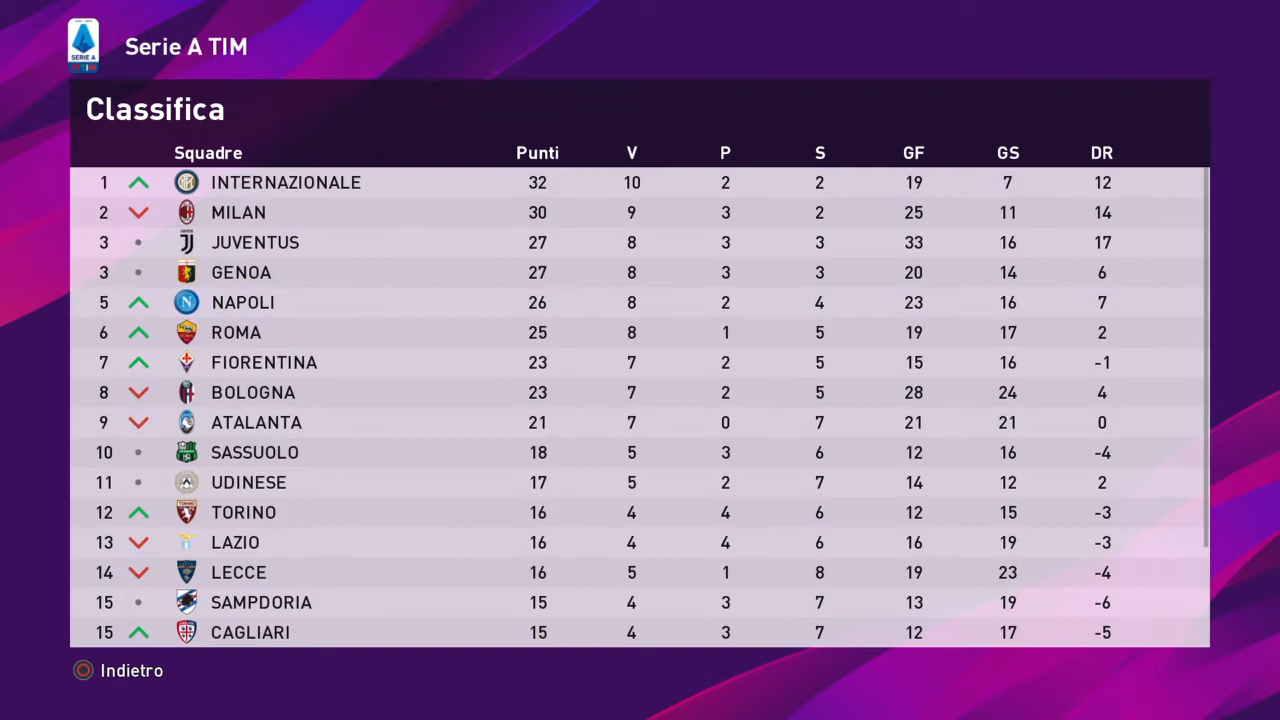 Serie A TIM
SERIE A
TIM
Classifica
Squadre Punti V P S GF GS DR
1 INTERNAZIONALE 32 10 2 2 19 7 12
2 MILAN 30 9 3 2 25 11 14
3 JUVENTUS 27 8 3 3 33 16 17
3 GENOA 27 8 3 3 20 14 6
5 NAPOLI 26 8 2 4 23 16 7
6 ROMA 25 8 1 5 19 17 2
7 FIORENTINA 23 7 2 5 15 16 -1
8 BOLOGNA 23 7 2 5 28 24 4
9 ATALANTA 21 7 0 7 21 21 0
10 SASSUOLO 18 5 3 6 12 16 -4
11 UDINESE 17 5 2 7 14 12 2
12 TORINO 16 4 4 6 12 15 -3
13 LAZIO 16 4 4 6 16 19 -3
14 LECCE 16 5 1 8 19 23 -4
15 SAMPDORIA 15 4 3 7 13 19 -6
15 CAGLIARI 15 4 3 7 12 17 -5
Indietro